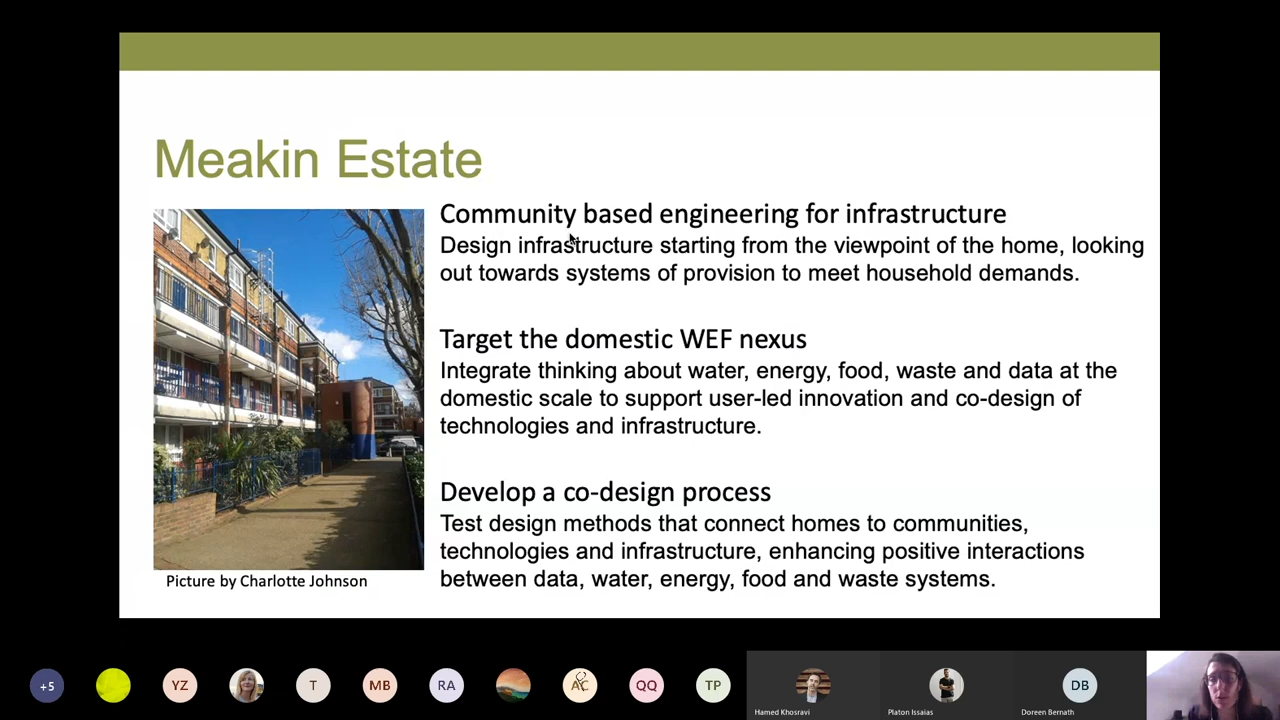 Meakin Estate
Community based engineering for infrastructure
Design infrastructure starting from the viewpoint of the home, looking
out towards systems of provision to meet household demands.
Target the domestic WEF nexus
Integrate thinking about water, energy, food, waste and data at the
domestic scale to support user-led innovation and co-design of
technologies and infrastructure.
Develop a co-design process
Test design methods that connect homes to communities,
technologies and infrastructure, enhancing positive interactions
between data, water, energy, food and waste systems.
Picture by Charlotte Johnson
+5
YZ
T
MB
RA
AC
QQ
TP
DB
Hamed Khosravi
Platon Issaias
Doreen Bernath